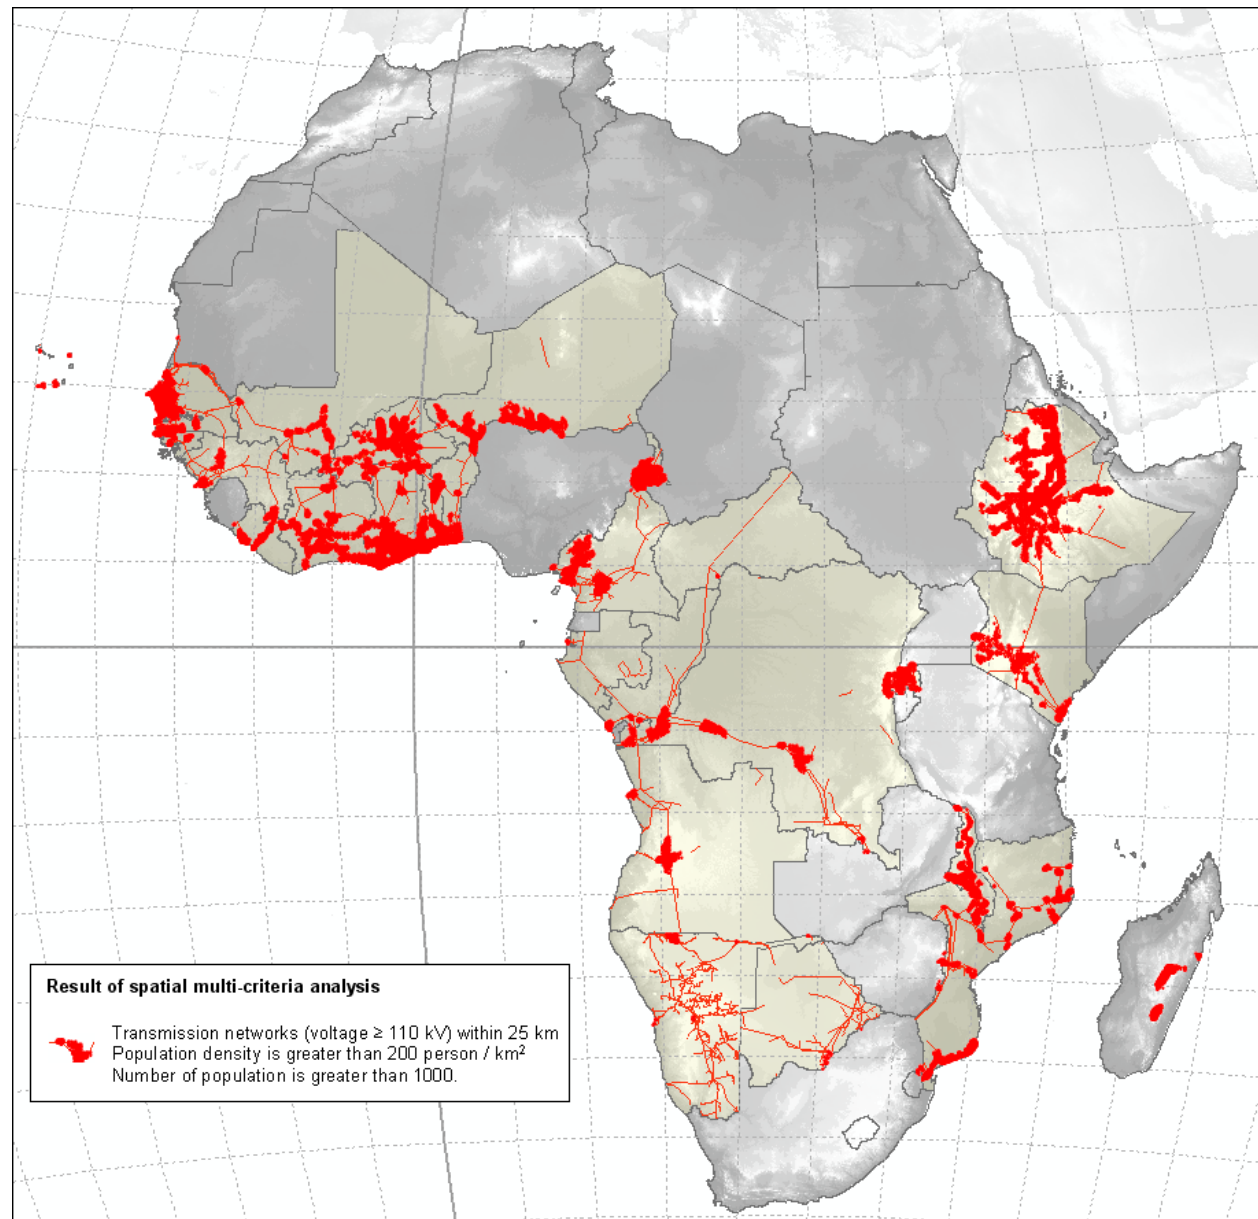 Result of spatial multi-criteria analysis
Transmission networks (voltage ≥ 110 kV) within 25 km
Population density is greater than 200 person / km²
Number of population is greater than 1000.